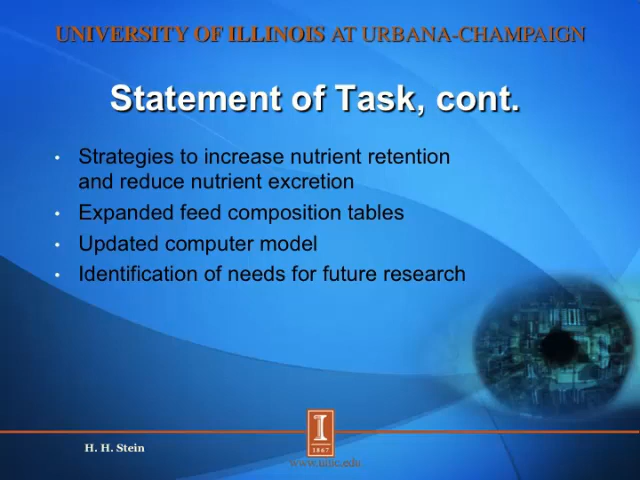 UNIVERSITY OF ILLINOIS AT URBANA-CHAMPAIGN
Statement of Task, cont.
• Strategies to increase nutrient retention
and reduce nutrient excretion
• Expanded feed composition tables
• Updated computer model
• Identification of needs for future research
I
1867
H. H. Stein
www.uiuc.edu